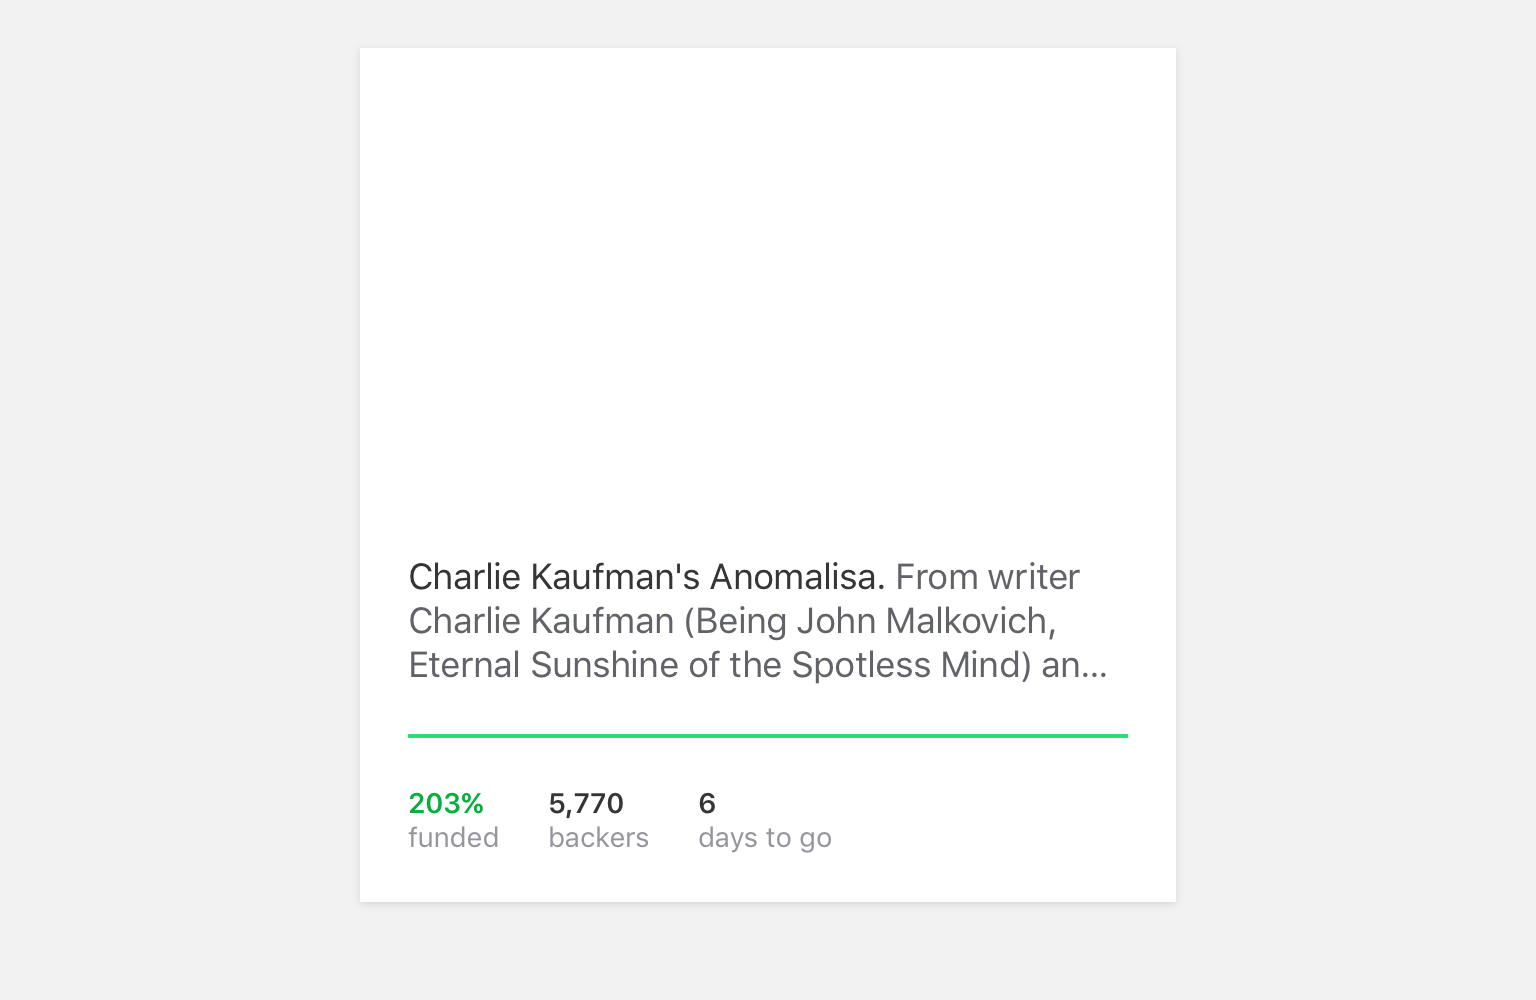 Charlie Kaufman's Anomalisa. From writer
Charlie Kaufman (Being John Malkovich,
Eternal Sunshine of the Spotless Mind) an...
203% 5,770 6
funded backers days to go